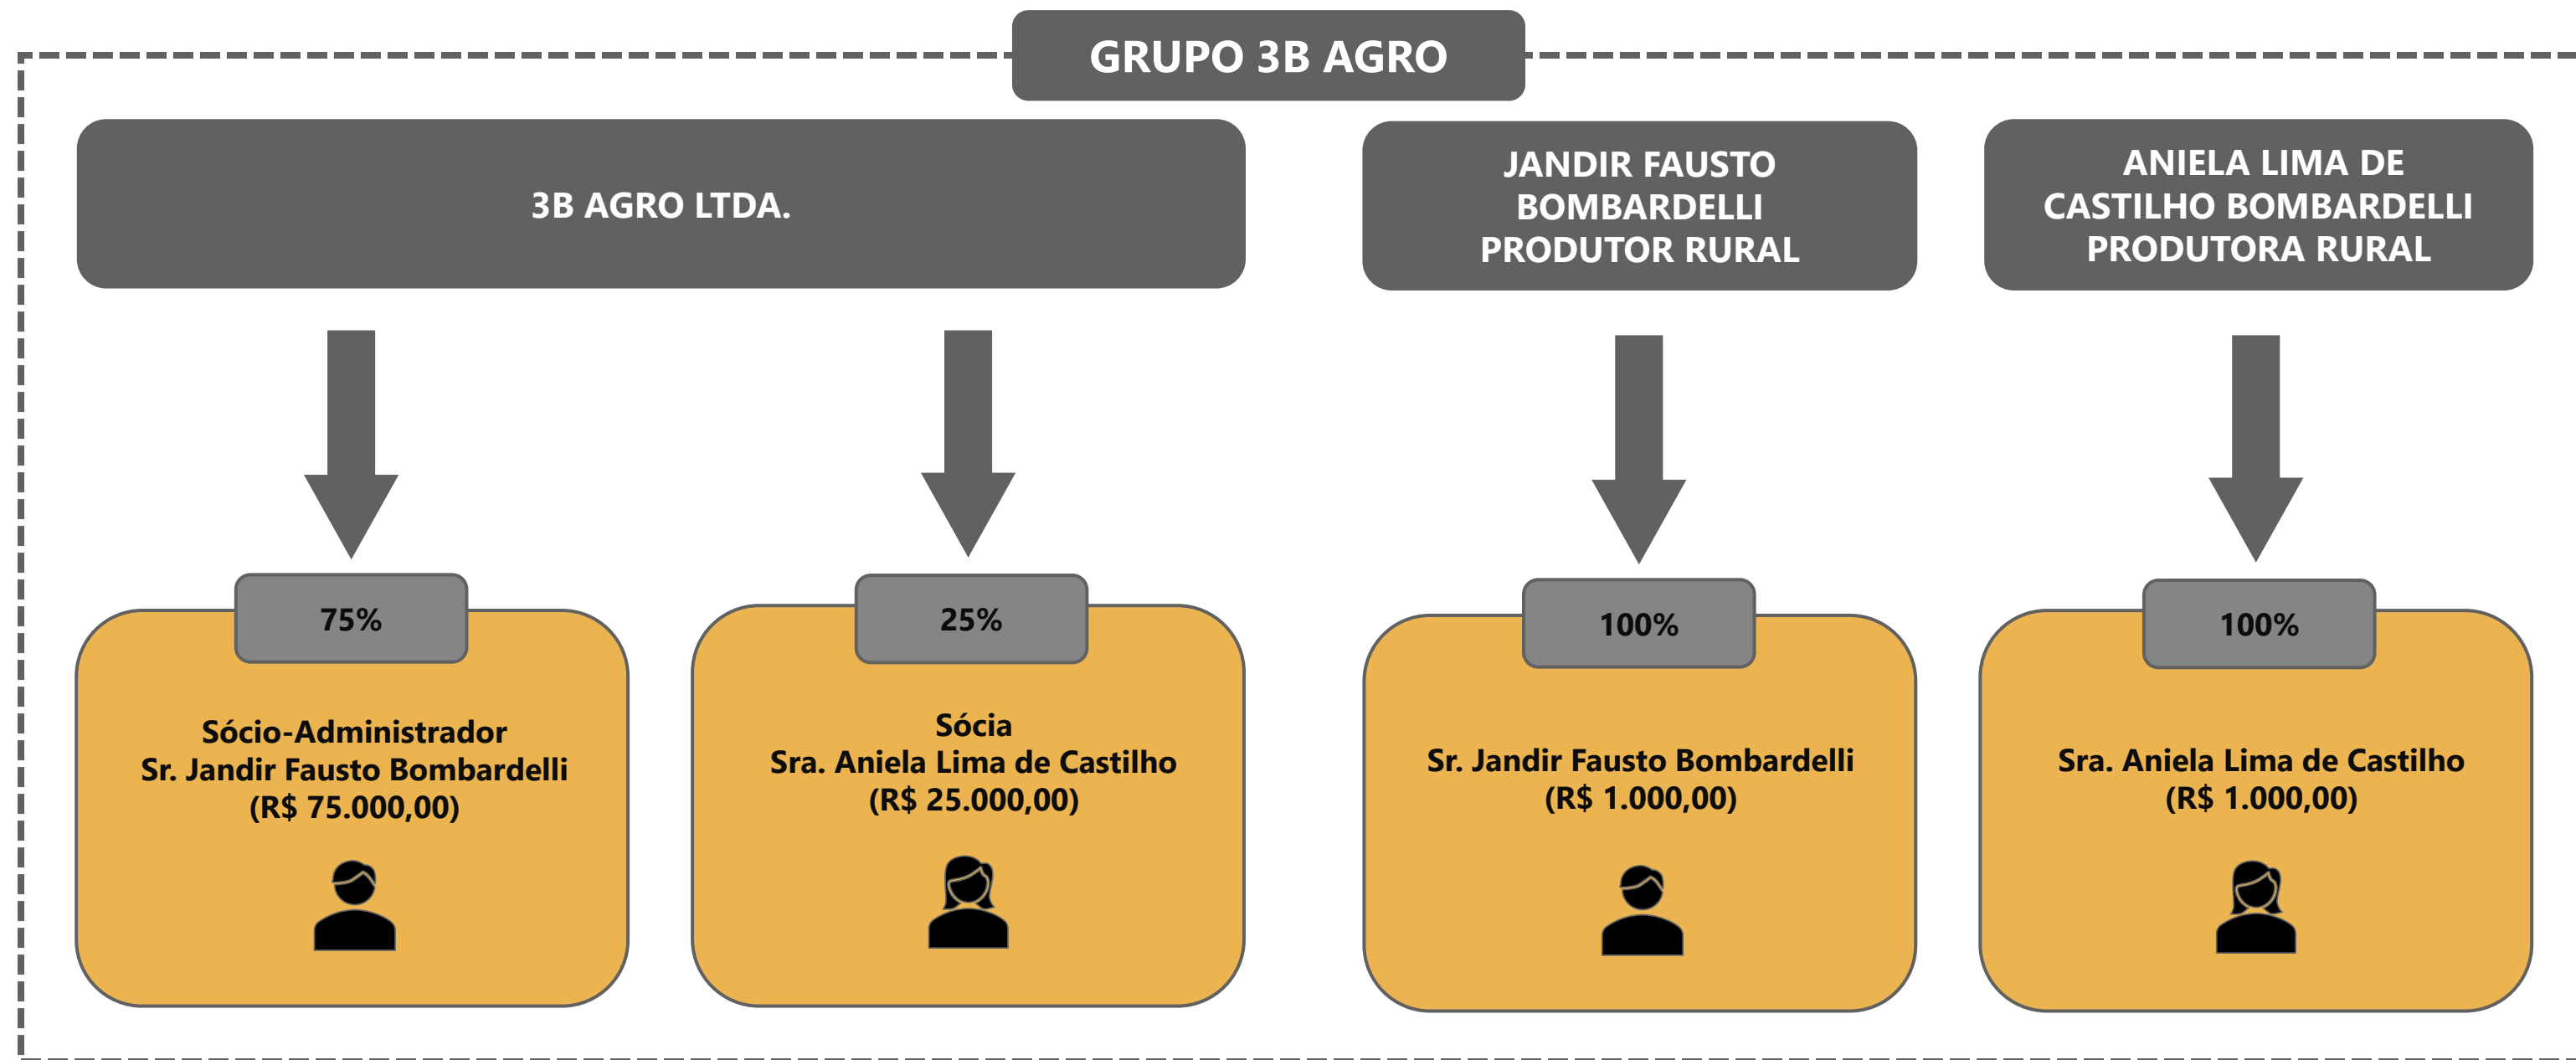 GRUPO 3B AGRO
3B AGRO LTDA.
JANDIR FAUSTO
BOMBARDELLI
PRODUTOR RURAL
ANIELA LIMA DE
CASTILHO BOMBARDELLI
PRODUTORA RURAL
75%
Sócio-Administrador
Sr. Jandir Fausto Bombardelli
(R$ 75.000,00)
25%
Sócia
Sra. Aniela Lima de Castilho
(R$ 25.000,00)
100%
Sr. Jandir Fausto Bombardelli
(R$ 1.000,00)
100%
Sra. Aniela Lima de Castilho
(R$ 1.000,00)